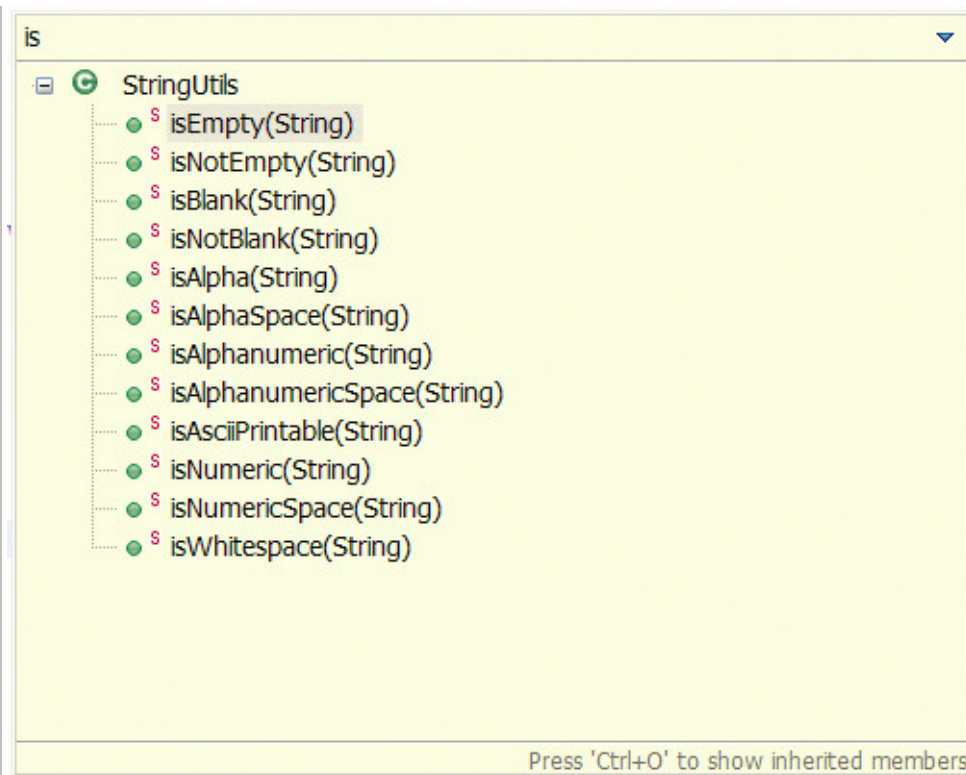 is
StringUtils
S isEmpty(String)
S isNotEmpty(String)
S isBlank(String)
S isNotBlank(String)
S isAlpha(String)
S isAlphaSpace(String)
S isAlphanumeric(String)
S isAlphanumericSpace(String)
S isAsciiPrintable(String)
S isNumeric(String)
S isNumericSpace(String)
S isWhitespace(String)
Press 'Ctrl+O' to show inherited members